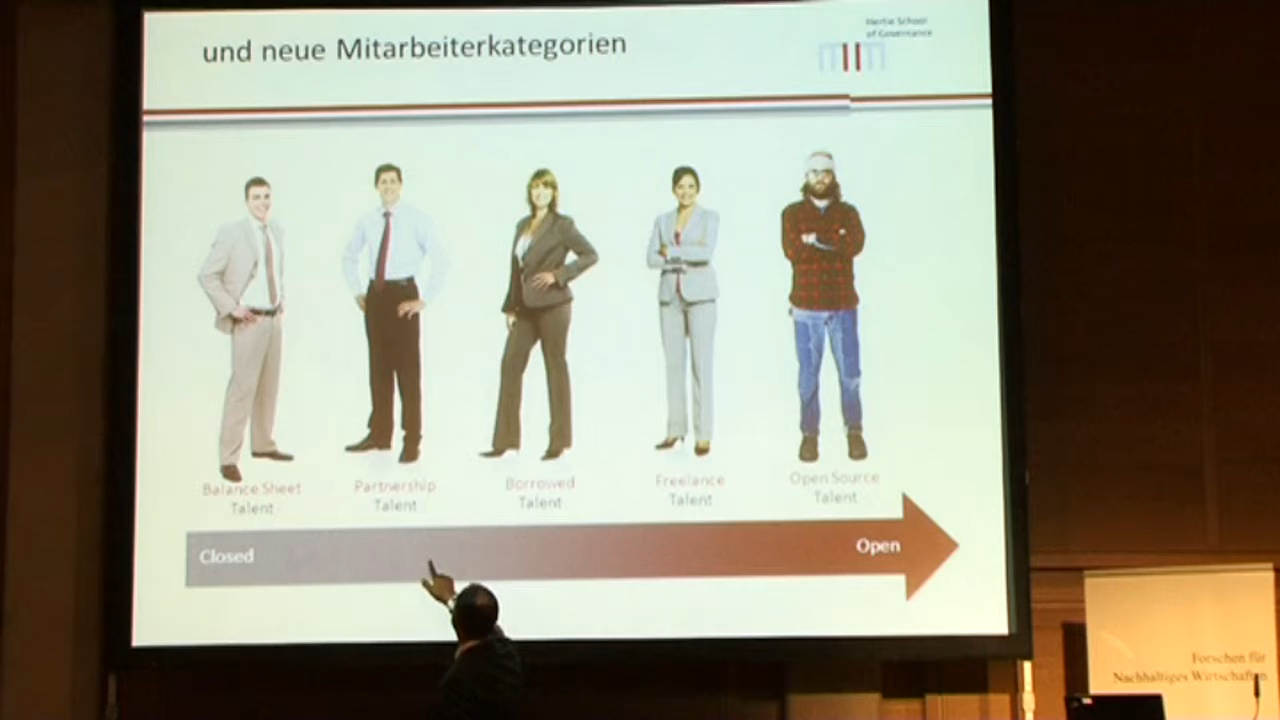 und neue Mitarbeiterkategorien
Hertie School
of Governance
Balance Sheet
Talent
Partnership
Talent
Borrowed
Talent
Freelance
Talent
Open Source
Talent
Closed
Open
Forschen für
Nachhaltiges Wirtschaften